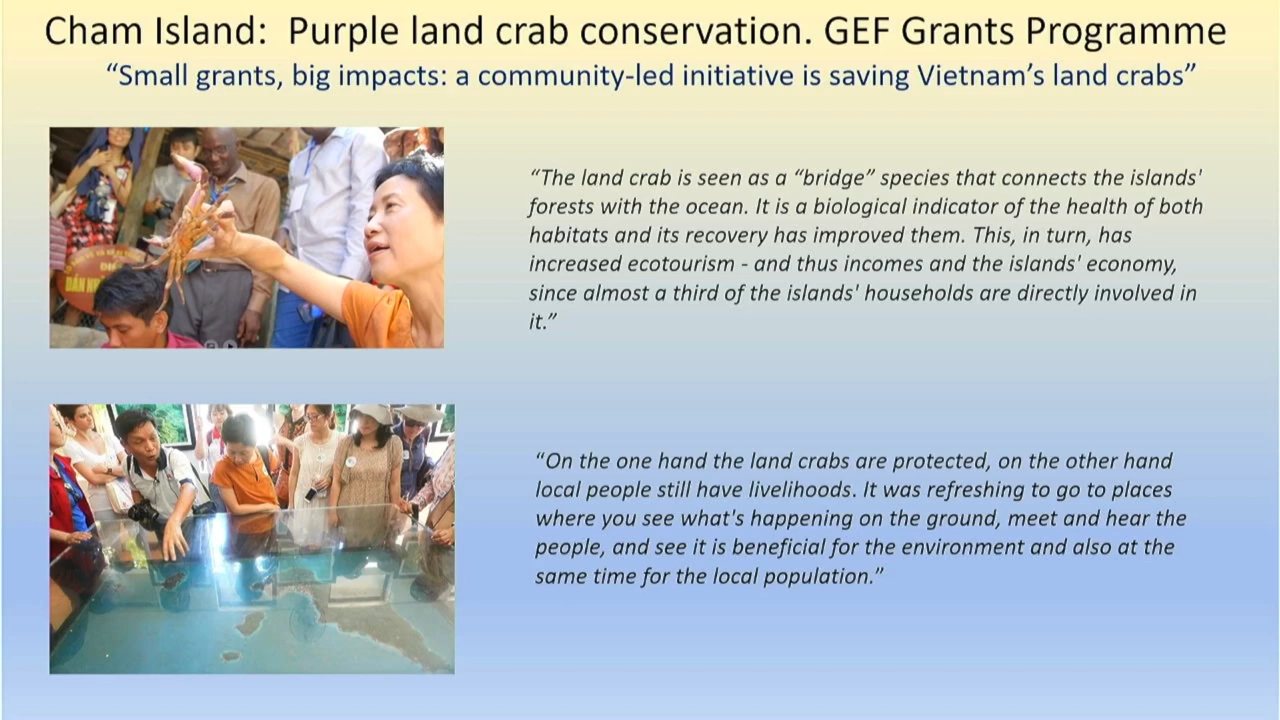 Cham Island:  Purple land crab conservation. GEF Grants Programme
“Small grants, big impacts: a community-led initiative is saving Vietnam’s land crabs”
“The land crab is seen as a “bridge” species that connects the islands'
forests with the ocean. It is a biological indicator of the health of both
habitats and its recovery has improved them. This, in turn, has
increased ecotourism - and thus incomes and the islands' economy,
since almost a third of the islands' households are directly involved in
it.”
“On the one hand the land crabs are protected, on the other hand
local people still have livelihoods. It was refreshing to go to places
where you see what's happening on the ground, meet and hear the
people, and see it is beneficial for the environment and also at the
same time for the local population.”